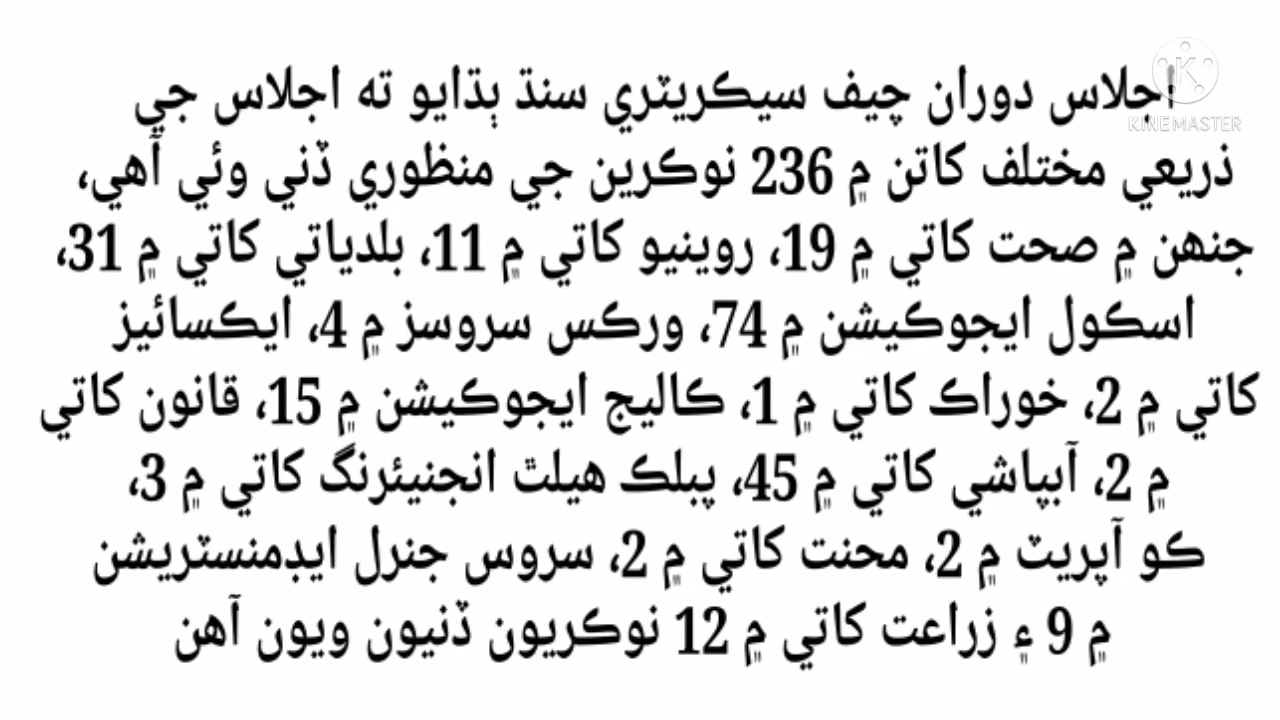 اجلاس دوران چيف سيڪريٽري سنڌ ٻڌايو ته اجلاس جي
ذريعي مختلف کاتن ۾ 236 نوڪرين جي منظوري ڏني وئي آهي،
جنهن ۾ صحت کاتي ۾ 19، روينيو کاتي ۾ 11، بلدياتي کاتي ۾ 31،
اسڪول ايجوڪيشن ۾ 74، ورڪس سروسز ۾ 4، ايڪسائيز
کاتي ۾ 2، خوراڪ کاتي ۾ 1، ڪاليج ايجوڪيشن ۾ 15، قانون کاتي
۾ 2، آبپاشي کاتي ۾ 45، پبلڪ هيلٿ انجنيئرنگ کاتي ۾ 3،
ڪو آپريٽ ۾ 2، محنت کاتي ۾ 2، سروس جنرل ايڊمنسٽريشن
۾ 9 ۽ زراعت کاتي ۾ 12 نوڪريون ڏنيون ويون آهن
KINEMASTER